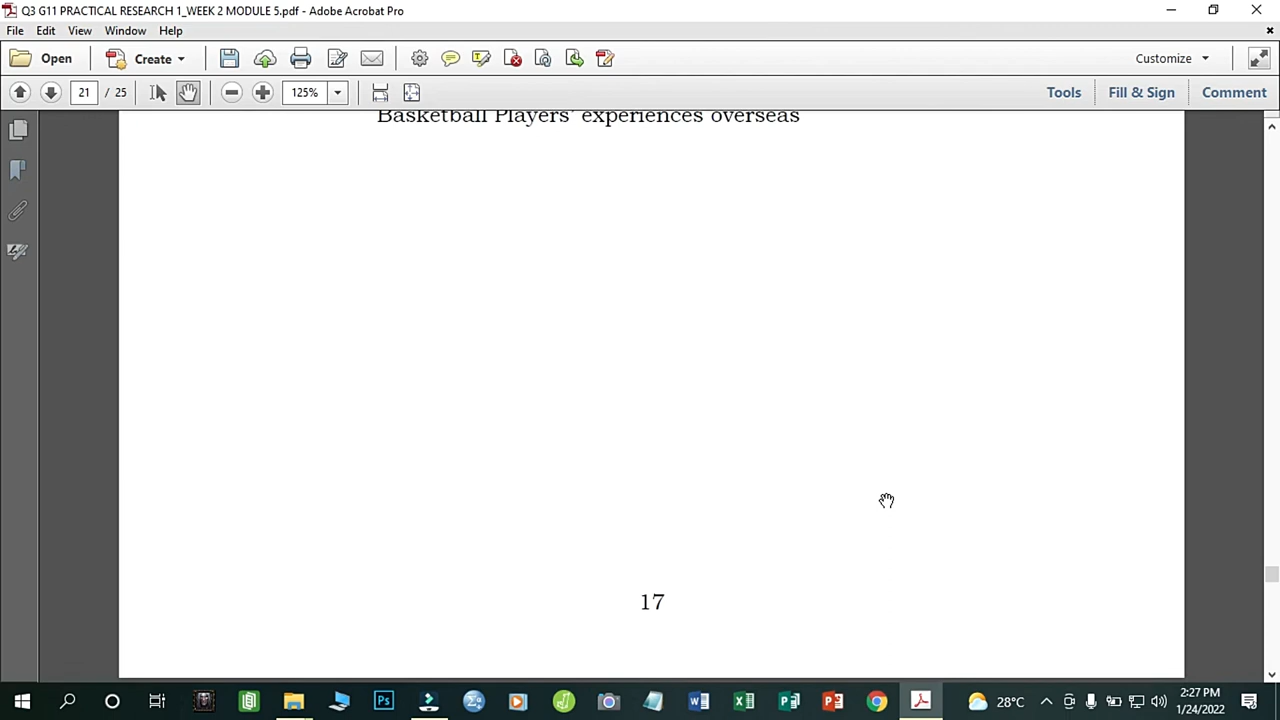 Q3 G11 PRACTICAL RESEARCH 1_WEEK 2 MODULE 5.pdf - Adobe Acrobat Pro
File Edit View Window Help
Open Create Customize
21 / 25 125% Tools Fill & Sign Comment
Basketball Players' experiences overseas
17
28°C 2:27 PM
1/24/2022